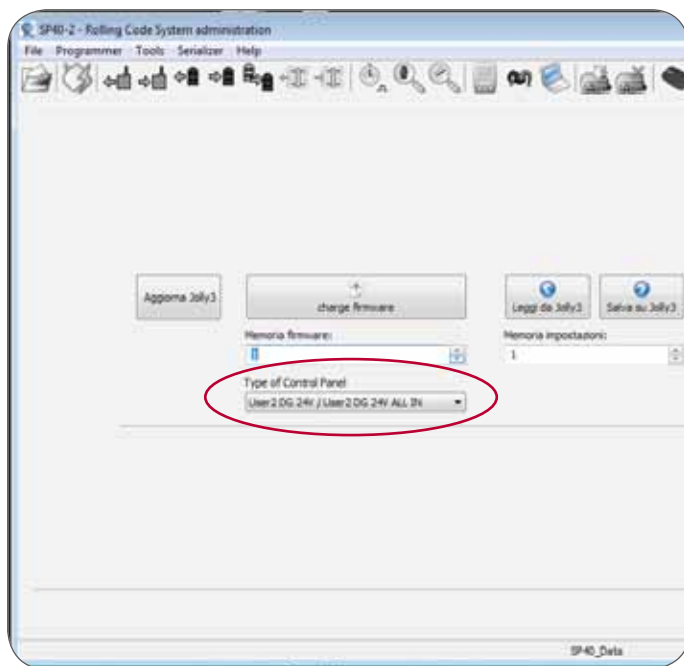 SP40-2 - Rolling Code System administration
File Programmer Tools Serializer Help
Aggiorna Jolly3
charge firmware
Leggi da Jolly3
Salva su Jolly3
Memoria firmware:
Memoria impostazioni:
1
Type of Control Panel
User2 DG 24V / User2 DG 24V ALL IN
SP40_Data